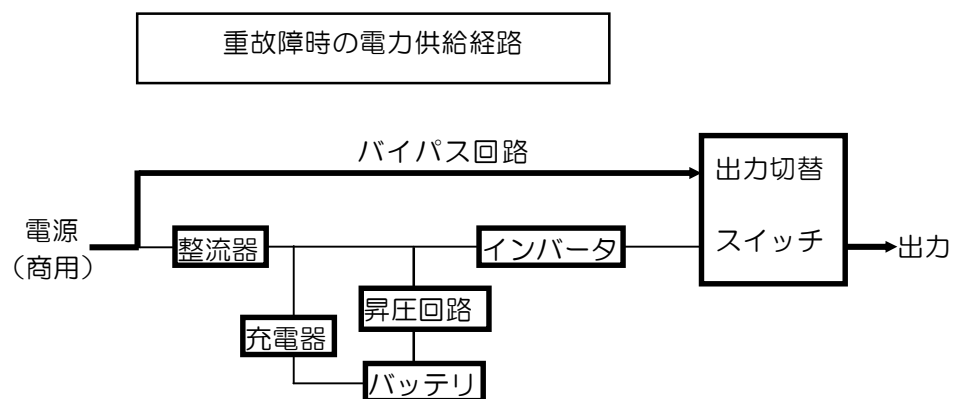 重故障時の電力供給経路
バイパス回路
出力切替
スイッチ
電源
（商用）
整流器
インバータ
出力
昇圧回路
充電器
バッテリ